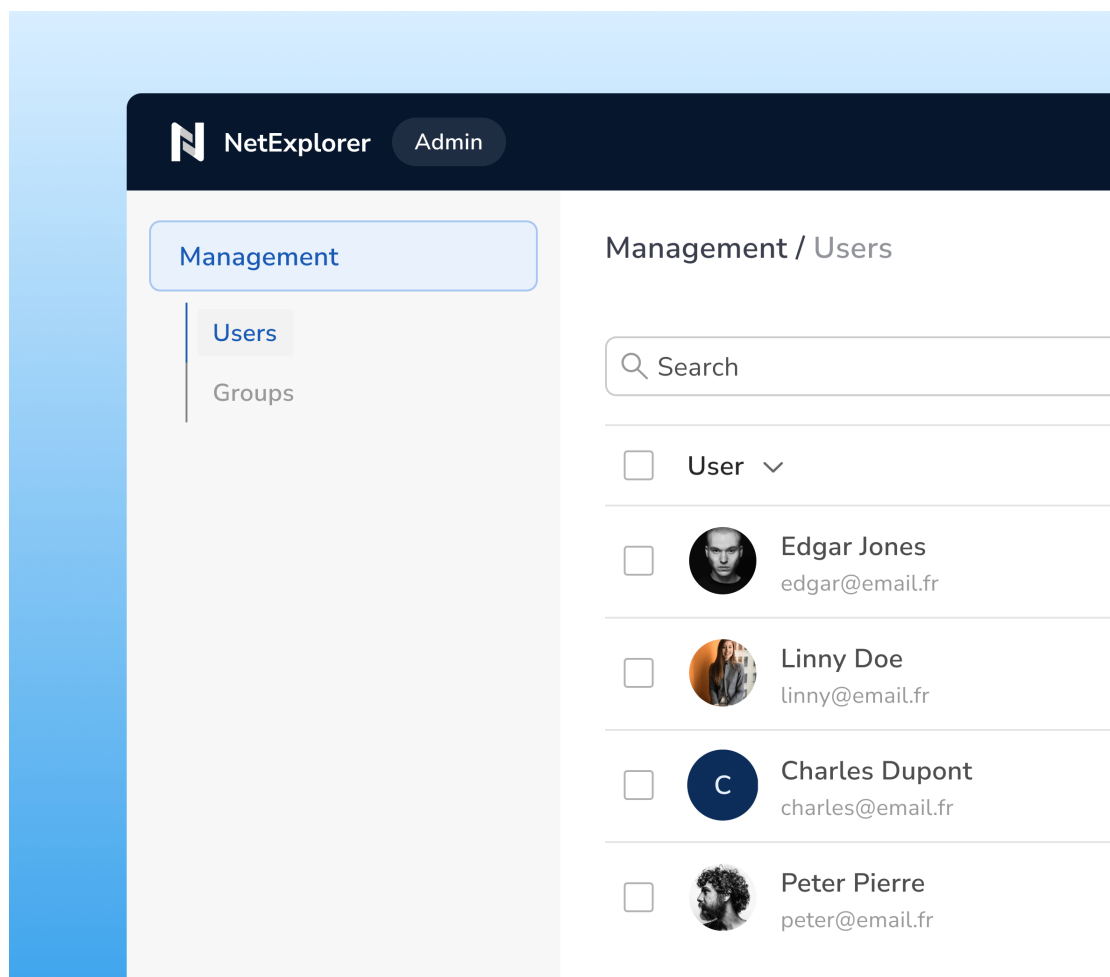 NetExplorer Admin
Management
Users
Groups
Management / Users
Search
User
Edgar Jones
edgar@email.fr
Linny Doe
linny@email.fr
C
Charles Dupont
charles@email.fr
Peter Pierre
peter@email.fr